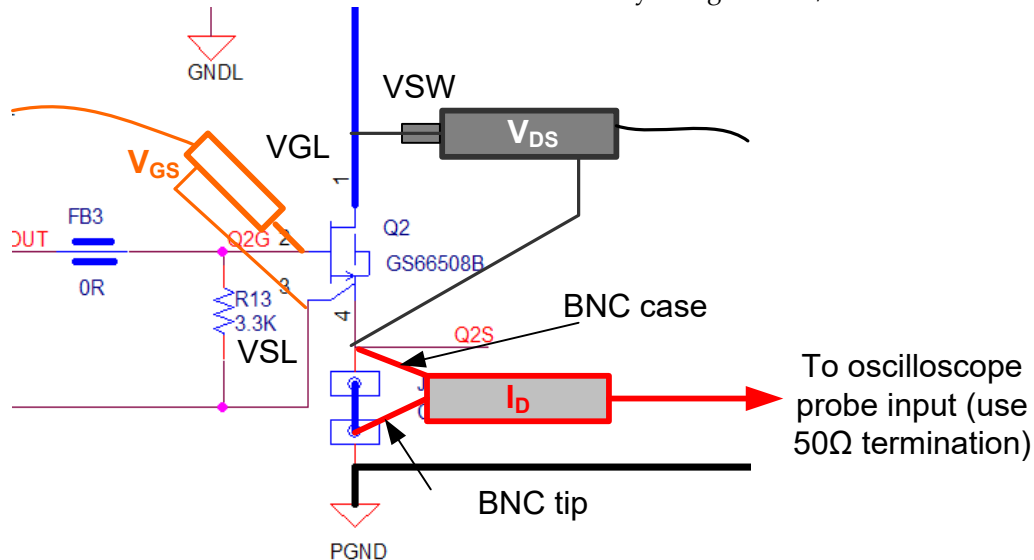 GNDL
VSW
VDS
VGL
VGS
1
FB3
OUT
Q2G
2
Q2
GS66508B
0R
3
R13
3.3K
4
BNC case
VSL
Q2S
ID
To oscilloscope
probe input (use
50Ω termination)
BNC tip
PGND